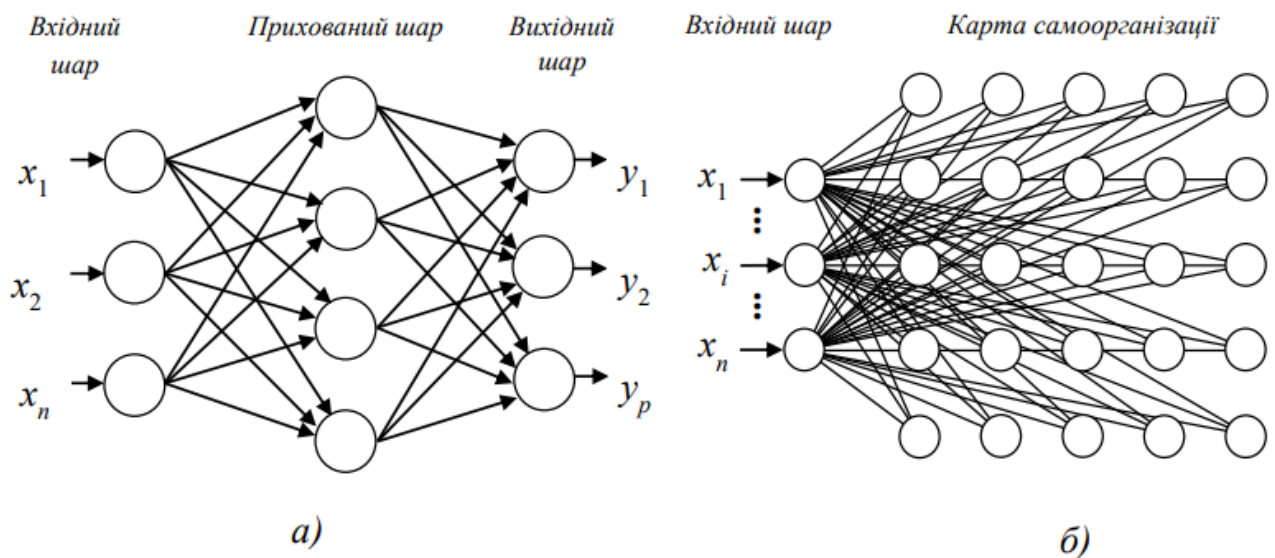 Вхідний
шар
Прихований шар
Вихідний
шар
x1
x2
xn
y1
y2
yp
а)
Вхідний шар
Карта самоорганізації
x1
xi
xn
б)